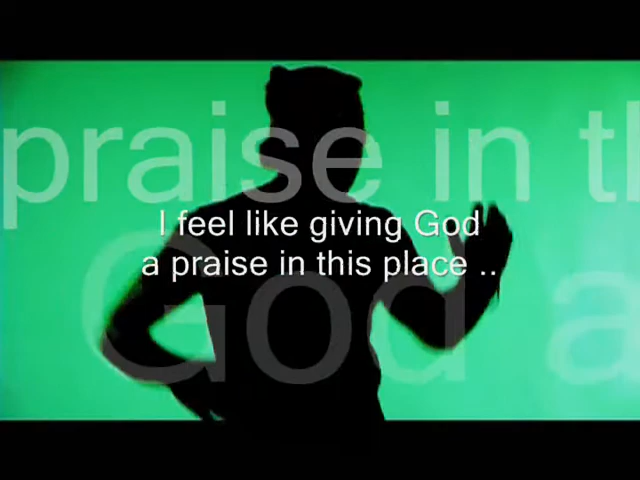 praise in th
I feel like giving God
a praise in this place ..
God a